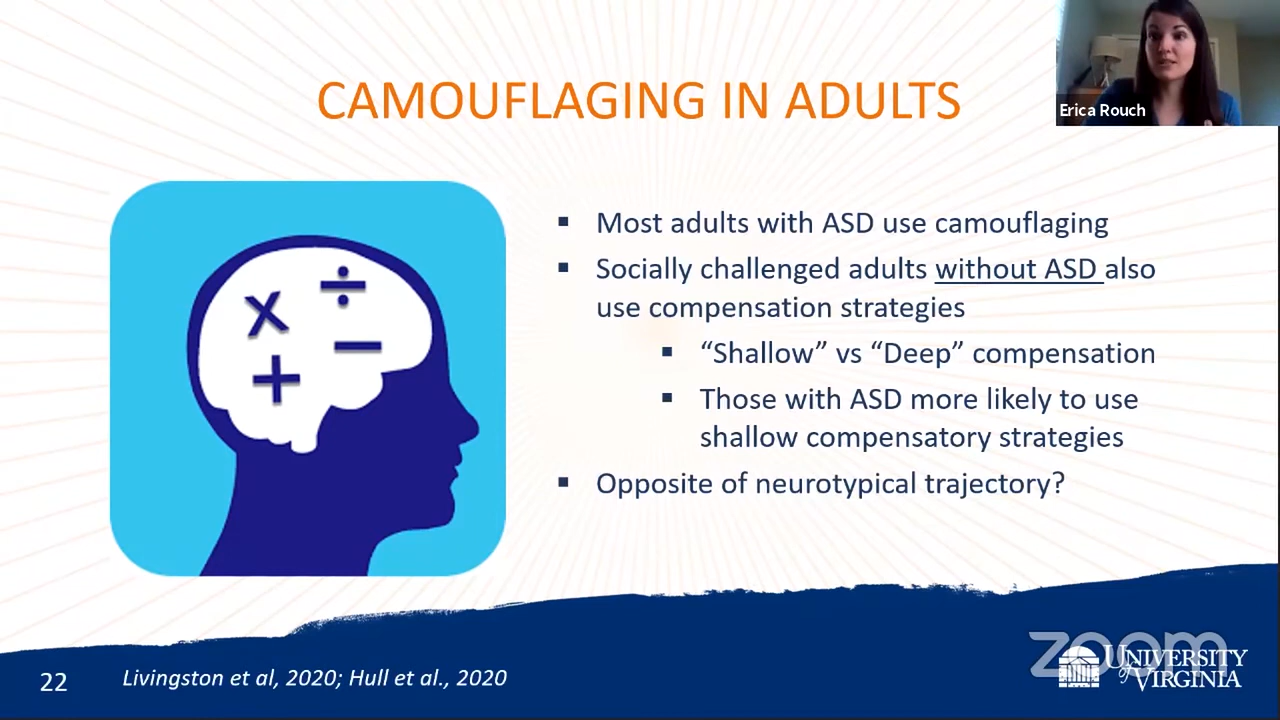 CAMOUFLAGING IN ADULTS
Erica Rouch
▪ Most adults with ASD use camouflaging
▪ Socially challenged adults without ASD also
use compensation strategies
▪ “Shallow” vs “Deep” compensation
▪ Those with ASD more likely to use
shallow compensatory strategies
▪ Opposite of neurotypical trajectory?
x ÷
+ −
22
Livingston et al, 2020; Hull et al., 2020
zoom
UNIVERSITY
of VIRGINIA